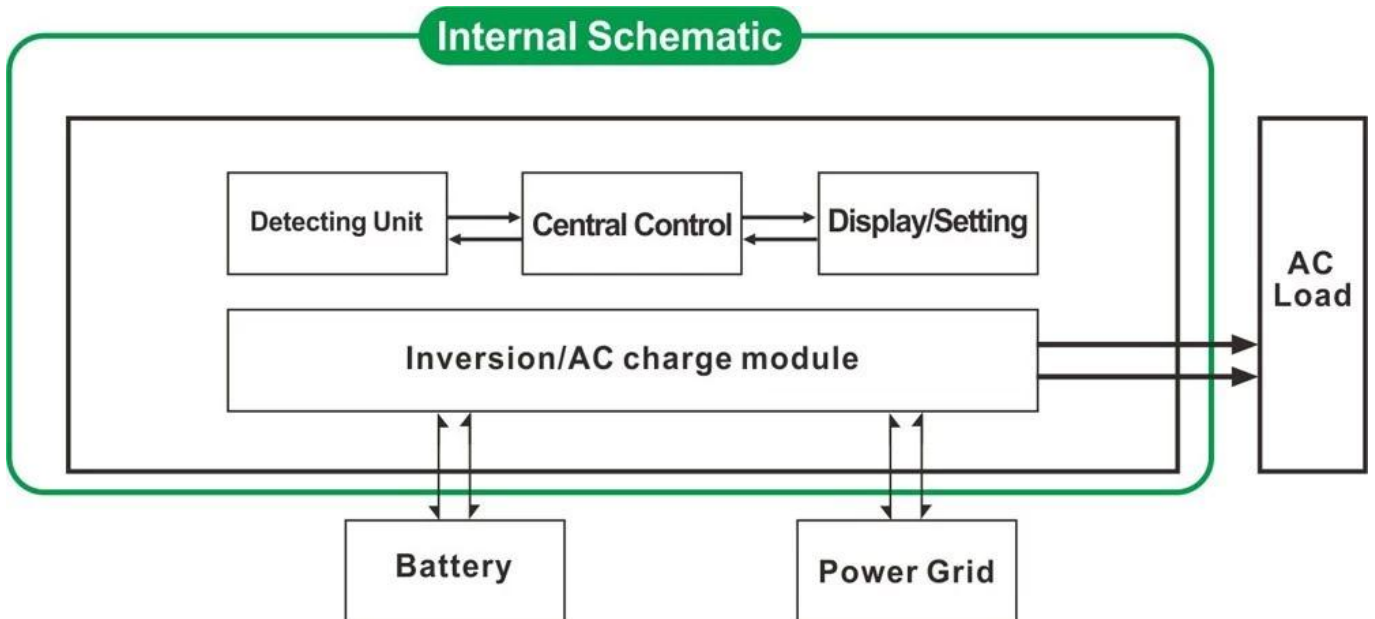 Internal Schematic
Detecting Unit
Central Control
Display/Setting
AC
Load
Inversion/AC charge module
Battery
Power Grid